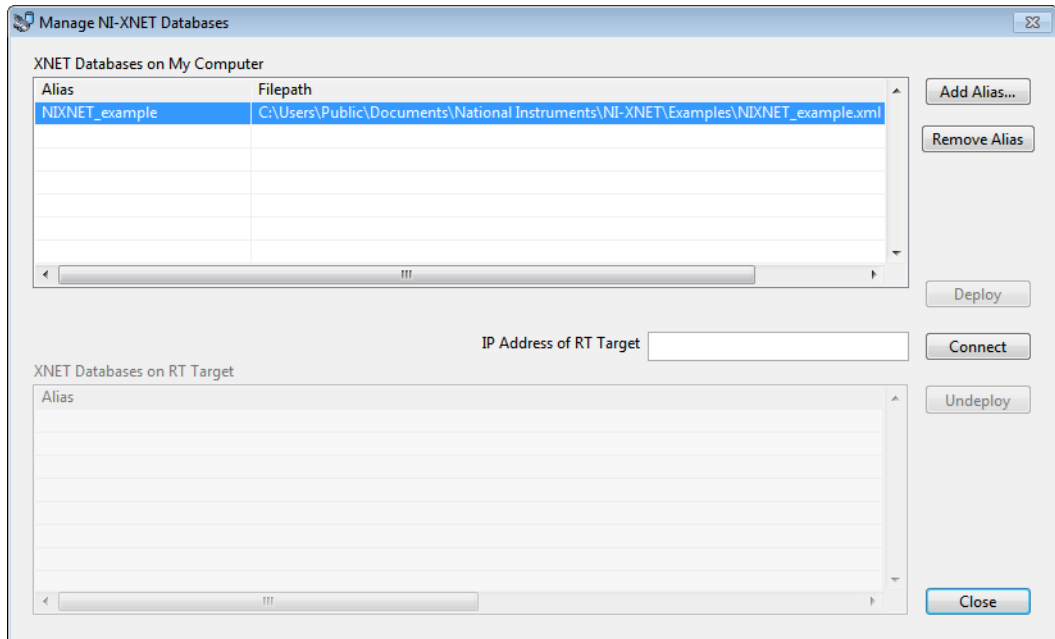 Manage NI-XNET Databases
XNET Databases on My Computer
Alias Filepath
NIXNET_example C:\Users\Public\Documents\National Instruments\NI-XNET\Examples\NIXNET_example.xml
Add Alias...
Remove Alias
Deploy
IP Address of RT Target
Connect
XNET Databases on RT Target
Alias
Undeploy
Close